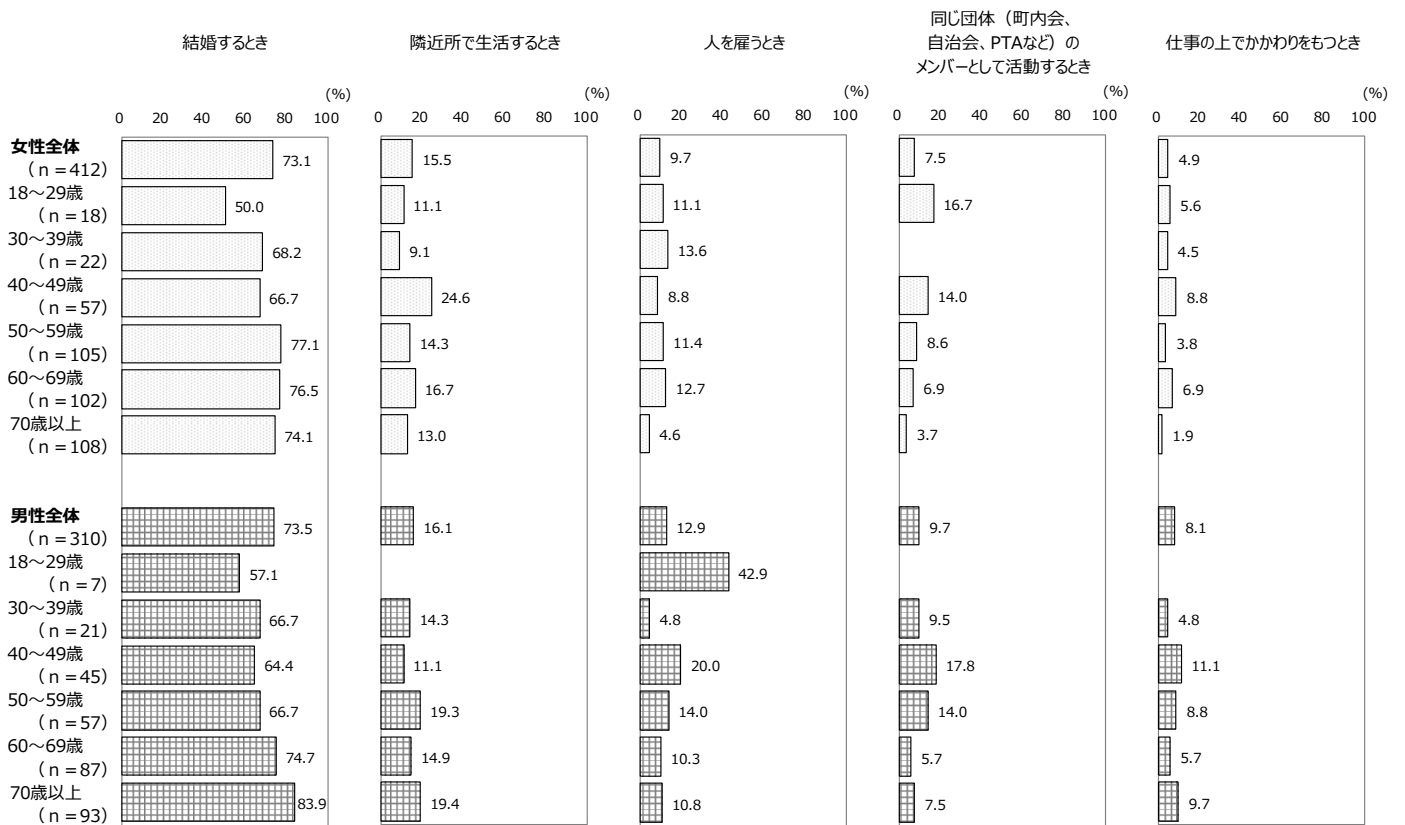 結婚するとき
隣近所で生活するとき
人を雇うとき
同じ団体（町内会、
自治会、PTAなど）の
メンバーとして活動するとき
仕事の上でかかわりをもつとき
(%) (%) (%) (%) (%)
0 20 40 60 80 100 0 20 40 60 80 100 0 20 40 60 80 100 0 20 40 60 80 100 0 20 40 60 80 100
女性全体
（n＝412） 73.1 15.5 9.7 7.5 4.9
18～29歳
（n＝18） 50.0 11.1 11.1 16.7 5.6
30～39歳
（n＝22） 68.2 9.1 13.6 4.5
40～49歳
（n＝57） 66.7 24.6 8.8 14.0 8.8
50～59歳
（n＝105） 77.1 14.3 11.4 8.6 3.8
60～69歳
（n＝102） 76.5 16.7 12.7 6.9 6.9
70歳以上
（n＝108） 74.1 13.0 4.6 3.7 1.9
男性全体
（n＝310） 73.5 16.1 12.9 9.7 8.1
18～29歳
（n＝7） 57.1 42.9
30～39歳
（n＝21） 66.7 14.3 4.8 9.5 4.8
40～49歳
（n＝45） 64.4 11.1 20.0 17.8 11.1
50～59歳
（n＝57） 66.7 19.3 14.0 14.0 8.8
60～69歳
（n＝87） 74.7 14.9 10.3 5.7 5.7
70歳以上
（n＝93） 83.9 19.4 10.8 7.5 9.7